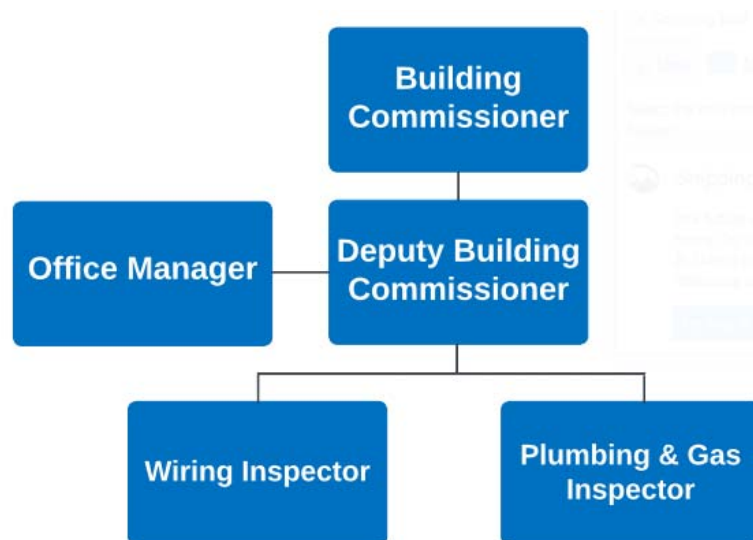 Building
Commissioner
Office Manager
Deputy Building
Commissioner
Wiring Inspector
Plumbing & Gas
Inspector